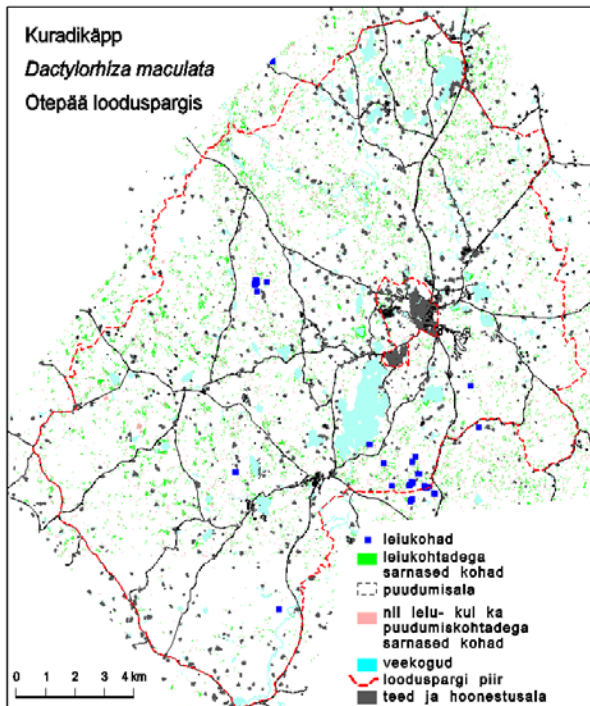 Kuradikäpp
Dactylorhiza maculata
Otepää looduspargis
leiukohad
leiukohtadega
sarnased kohad
puudumisala
nii leiu- kui ka
puudumiskohtadega
sarnased kohad
veekogud
looduspargi piir
teed ja hoonestusala
0 1 2 3 4 km